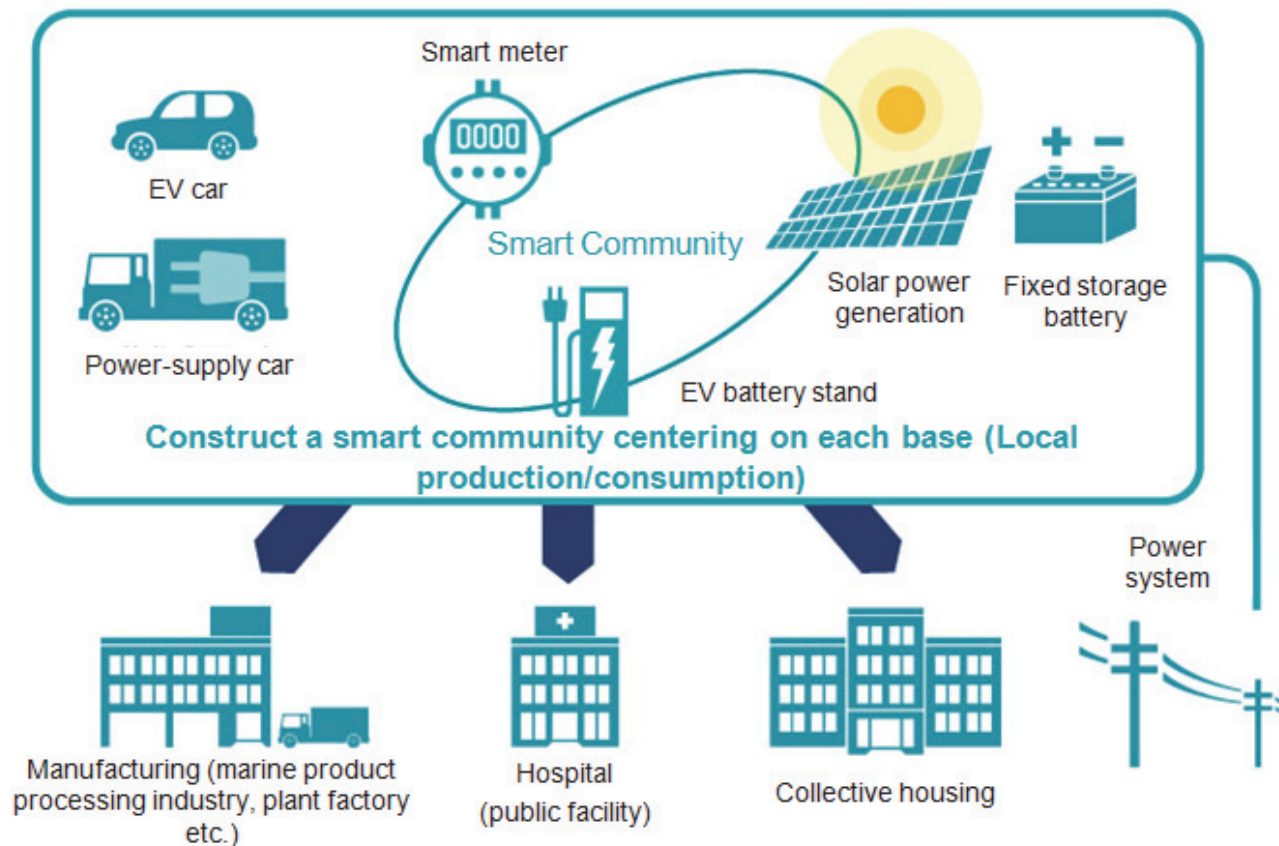 Smart meter
0000
EV car
Smart Community
Solar power
generation
Fixed storage
battery
Power-supply car
EV battery stand
Construct a smart community centering on each base (Local
production/consumption)
Power
system
Manufacturing (marine product
processing industry, plant factory
etc.)
Hospital
(public facility)
Collective housing